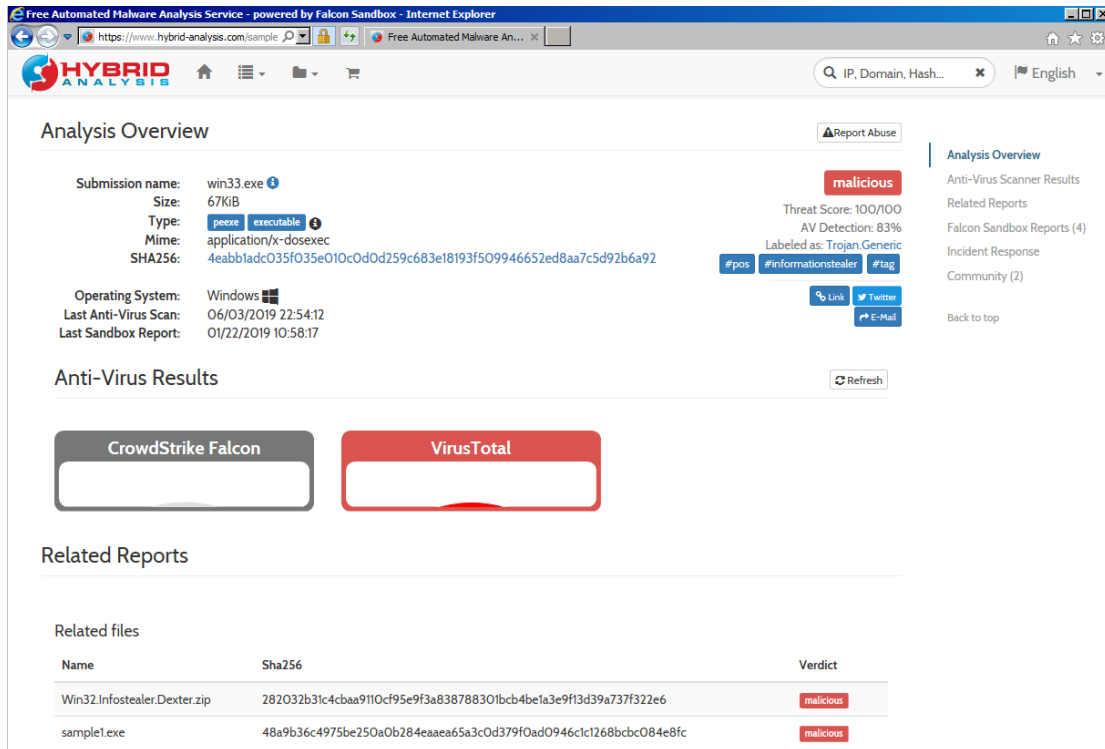 Free Automated Malware Analysis Service - powered by Falcon Sandbox - Internet Explorer
https://www.hybrid-analysis.com/sample
Free Automated Malware An...
HYBRID
ANALYSIS
IP, Domain, Hash...
English
Analysis Overview
Report Abuse
Submission name: win33.exe
Size: 67KiB
Type: peexe executable
Mime: application/x-dosexec
SHA256: 4eabb1adc035f035e010c0d0d259c683e18193f509946652ed8aa7c5d92b6a92
Operating System: Windows
Last Anti-Virus Scan: 06/03/2019 22:54:12
Last Sandbox Report: 01/22/2019 10:58:17
malicious
Threat Score: 100/100
AV Detection: 83%
Labeled as: Trojan.Generic
#pos #informationstealer #tag
Link Twitter
E-Mail
Analysis Overview
Anti-Virus Scanner Results
Related Reports
Falcon Sandbox Reports (4)
Incident Response
Community (2)
Back to top
Anti-Virus Results
Refresh
CrowdStrike Falcon
VirusTotal
Related Reports
Related files
Name Sha256 Verdict
Win32.Infostealer.Dexter.zip 282032b31c4cbaa9110cf95e9f3a838788301bcb4be1a3e9f13d39a737f322e6 malicious
sample1.exe 48a9b36c4975be250a0b284eaaea65a3c0d379f0ad0946c1c1268bcbc084e8fc malicious